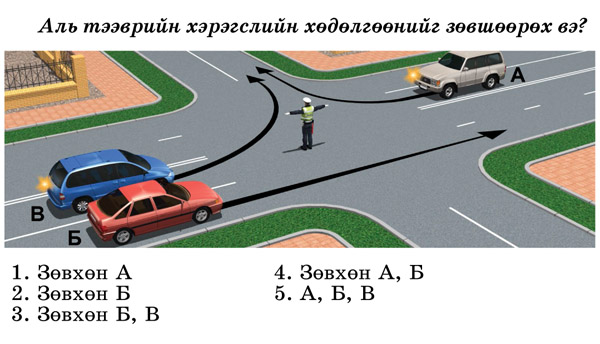 Аль тээврийн хэрэгслийн хөдөлгөөнийг зөвшөөрөх вэ?
А
В
Б
1. Зөвхөн А
2. Зөвхөн Б
3. Зөвхөн Б, В
4. Зөвхөн А, Б
5. А, Б, В